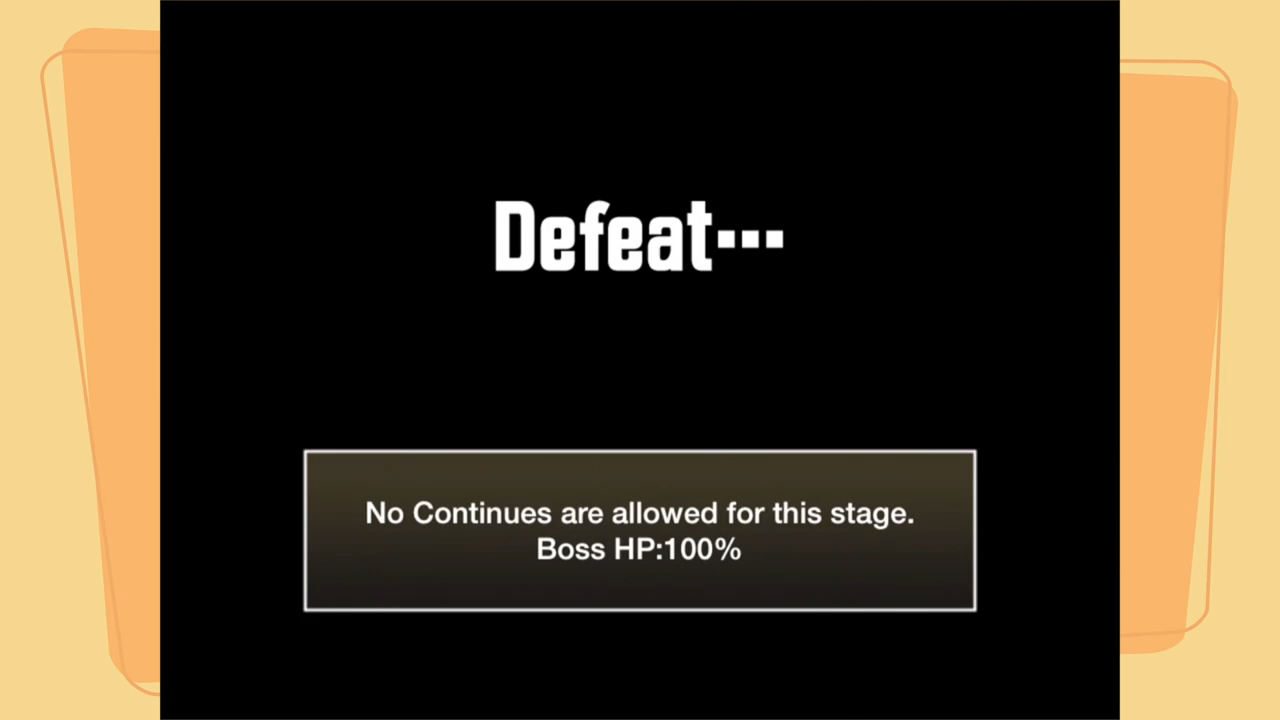 Defeat···
No Continues are allowed for this stage.
Boss HP:100%